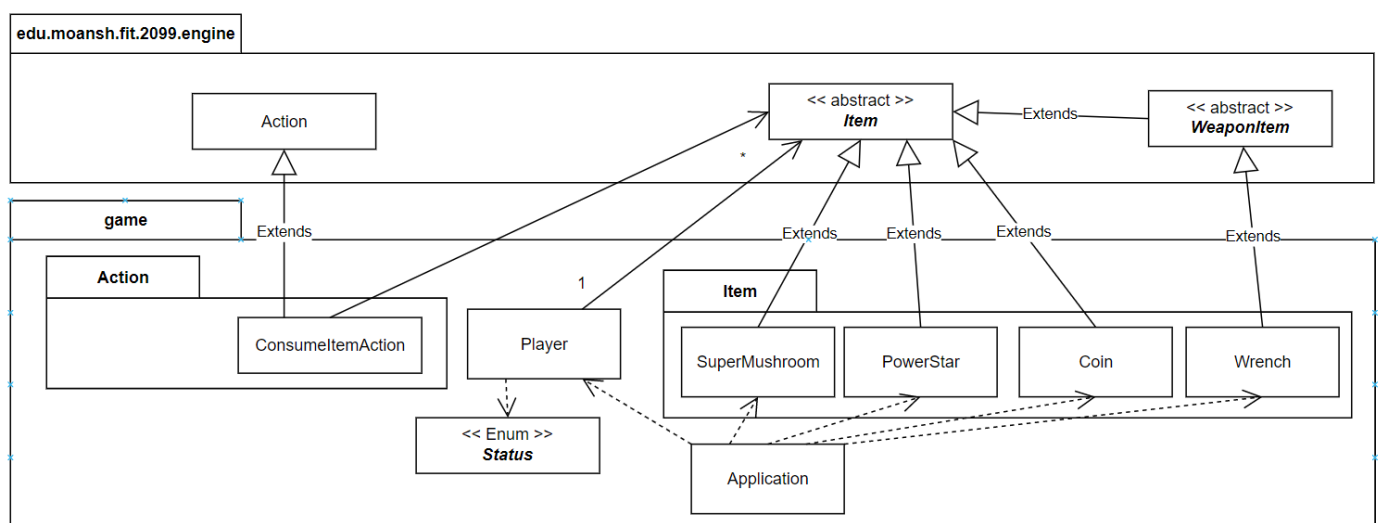 edu.moansh.fit.2099.engine
Action
<< abstract >>
Item
Extends
<< abstract >>
WeaponItem
*
game
Extends
Extends
Extends
Extends
Extends
Action
ConsumeItemAction
1
Player
Item
SuperMushroom
PowerStar
Coin
Wrench
<< Enum >>
Status
Application